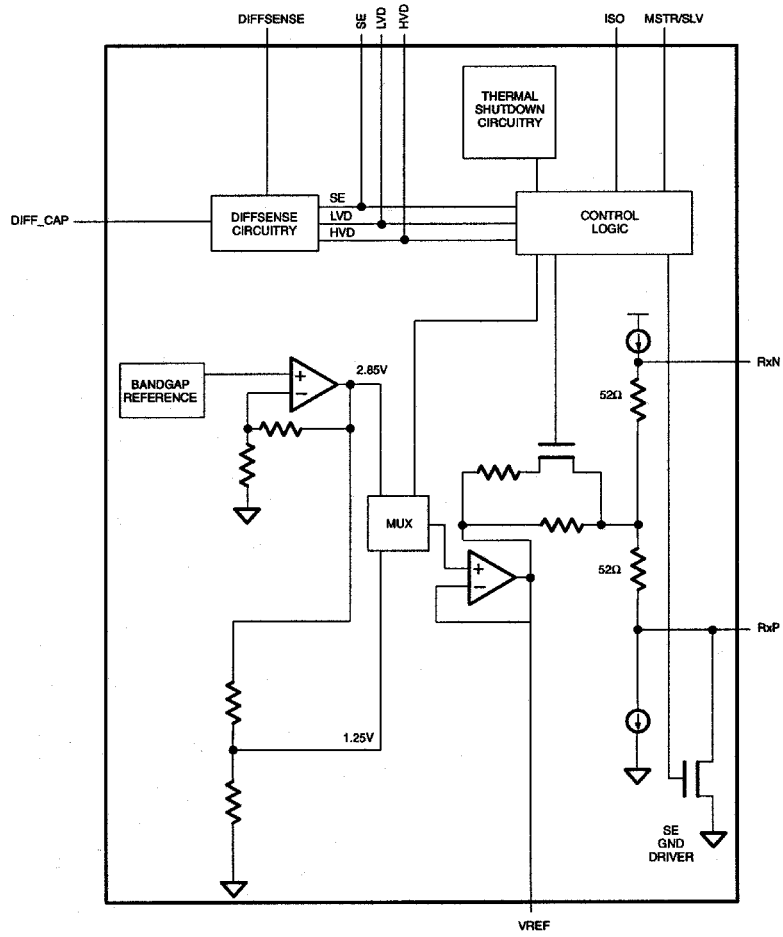 DIFFSENSE
SE
LVD
HVD
ISO
MSTR/SLV
THERMAL
SHUTDOWN
CIRCUITRY
DIFF_CAP
DIFFSENSE
CIRCUITRY
SE
LVD
HVD
CONTROL
LOGIC
RxN
BANDGAP
REFERENCE
+
−
2.85V
52Ω
MUX
+
−
52Ω
RxP
1.25V
SE
GND
DRIVER
VREF